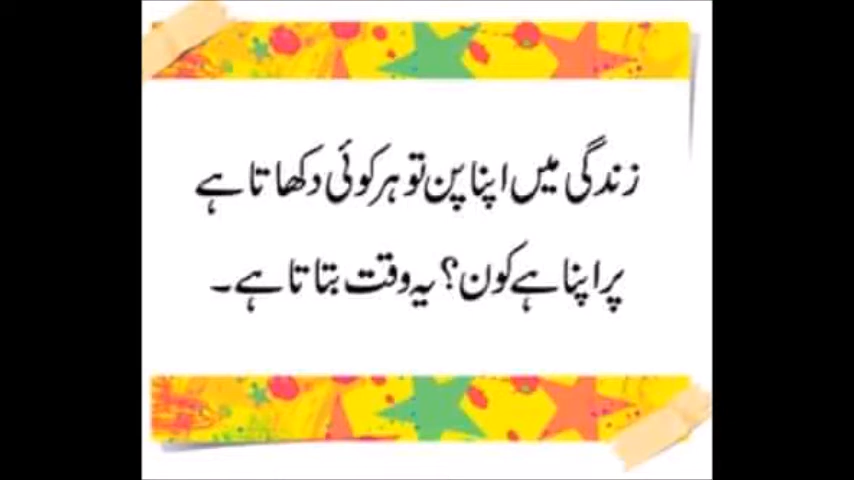 زندگی میں اپنا پن تو ہر کوئی دکھاتا ہے
پر اپنا ہے کون؟ یہ وقت بتاتا ہے۔